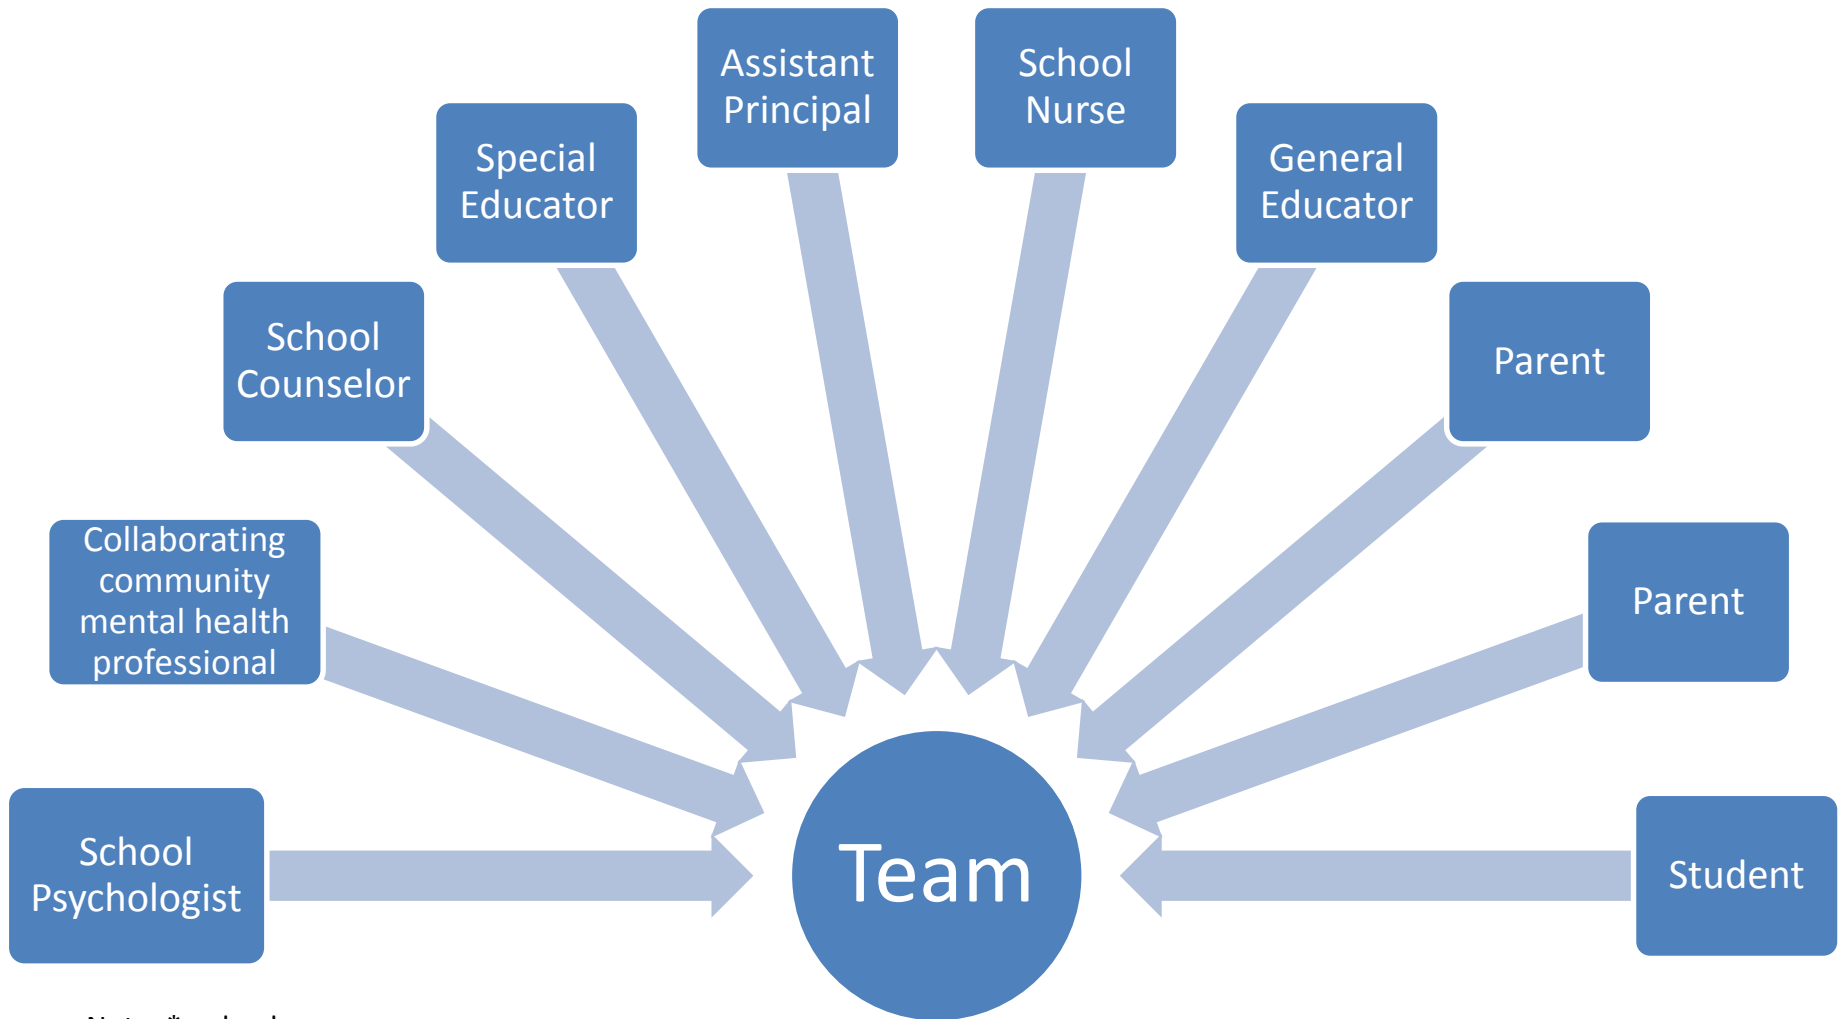 Assistant
Principal
School
Nurse
Special
Educator
General
Educator
School
Counselor
Parent
Collaborating
community
mental health
professional
Parent
School
Psychologist
Team
Student